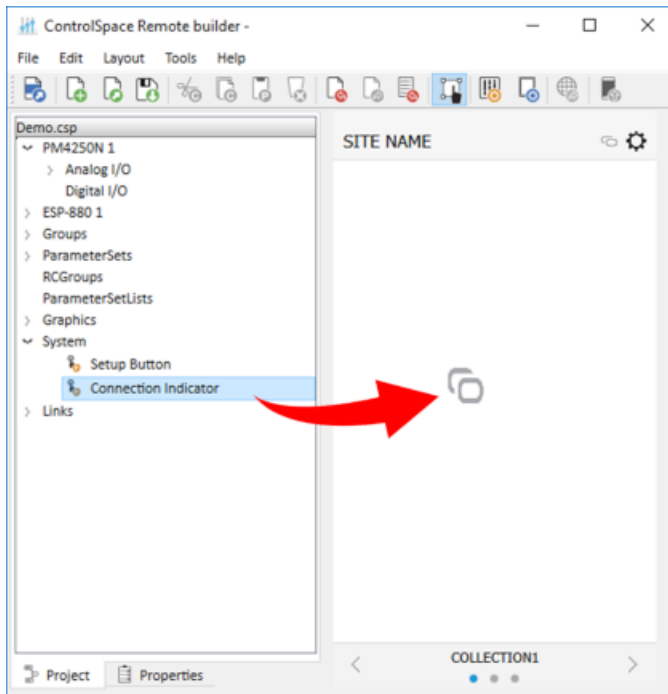 ControlSpace Remote builder -
File Edit Layout Tools Help
Demo.csp
PM4250N 1
Analog I/O
Digital I/O
ESP-880 1
Groups
ParameterSets
RCGroups
ParameterSetLists
Graphics
System
Setup Button
Connection Indicator
Links
Project Properties
SITE NAME
COLLECTION1